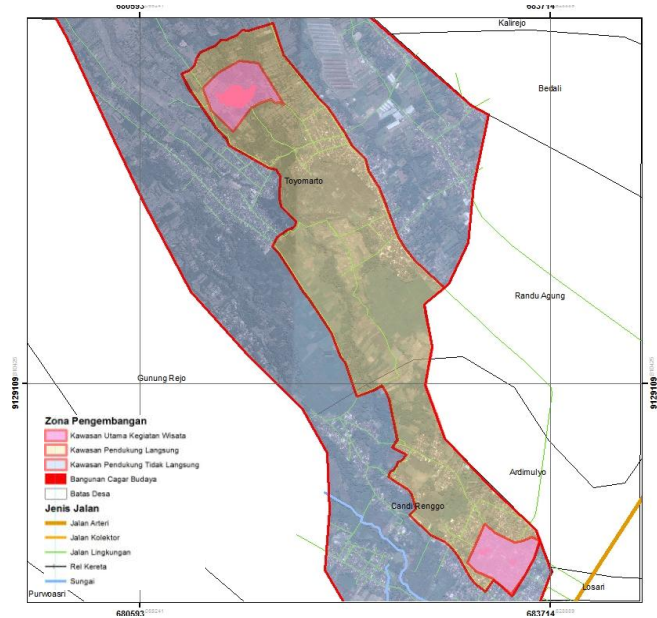 680593
683714
Kalirejo
Bedali
Toyomarto
Randu Agung
Gunung Rejo
9129109
9129109
Zona Pengembangan
Kawasan Utama Kegiatan Wisata
Kawasan Pendukung Langsung
Kawasan Pendukung Tidak Langsung
Bangunan Cagar Budaya
Batas Desa
Jenis Jalan
Jalan Arteri
Jalan Kolektor
Jalan Lingkungan
Rel Kereta
Sungai
Ardimulyo
Candi Renggo
Purwoasri
Losari
680593
683714